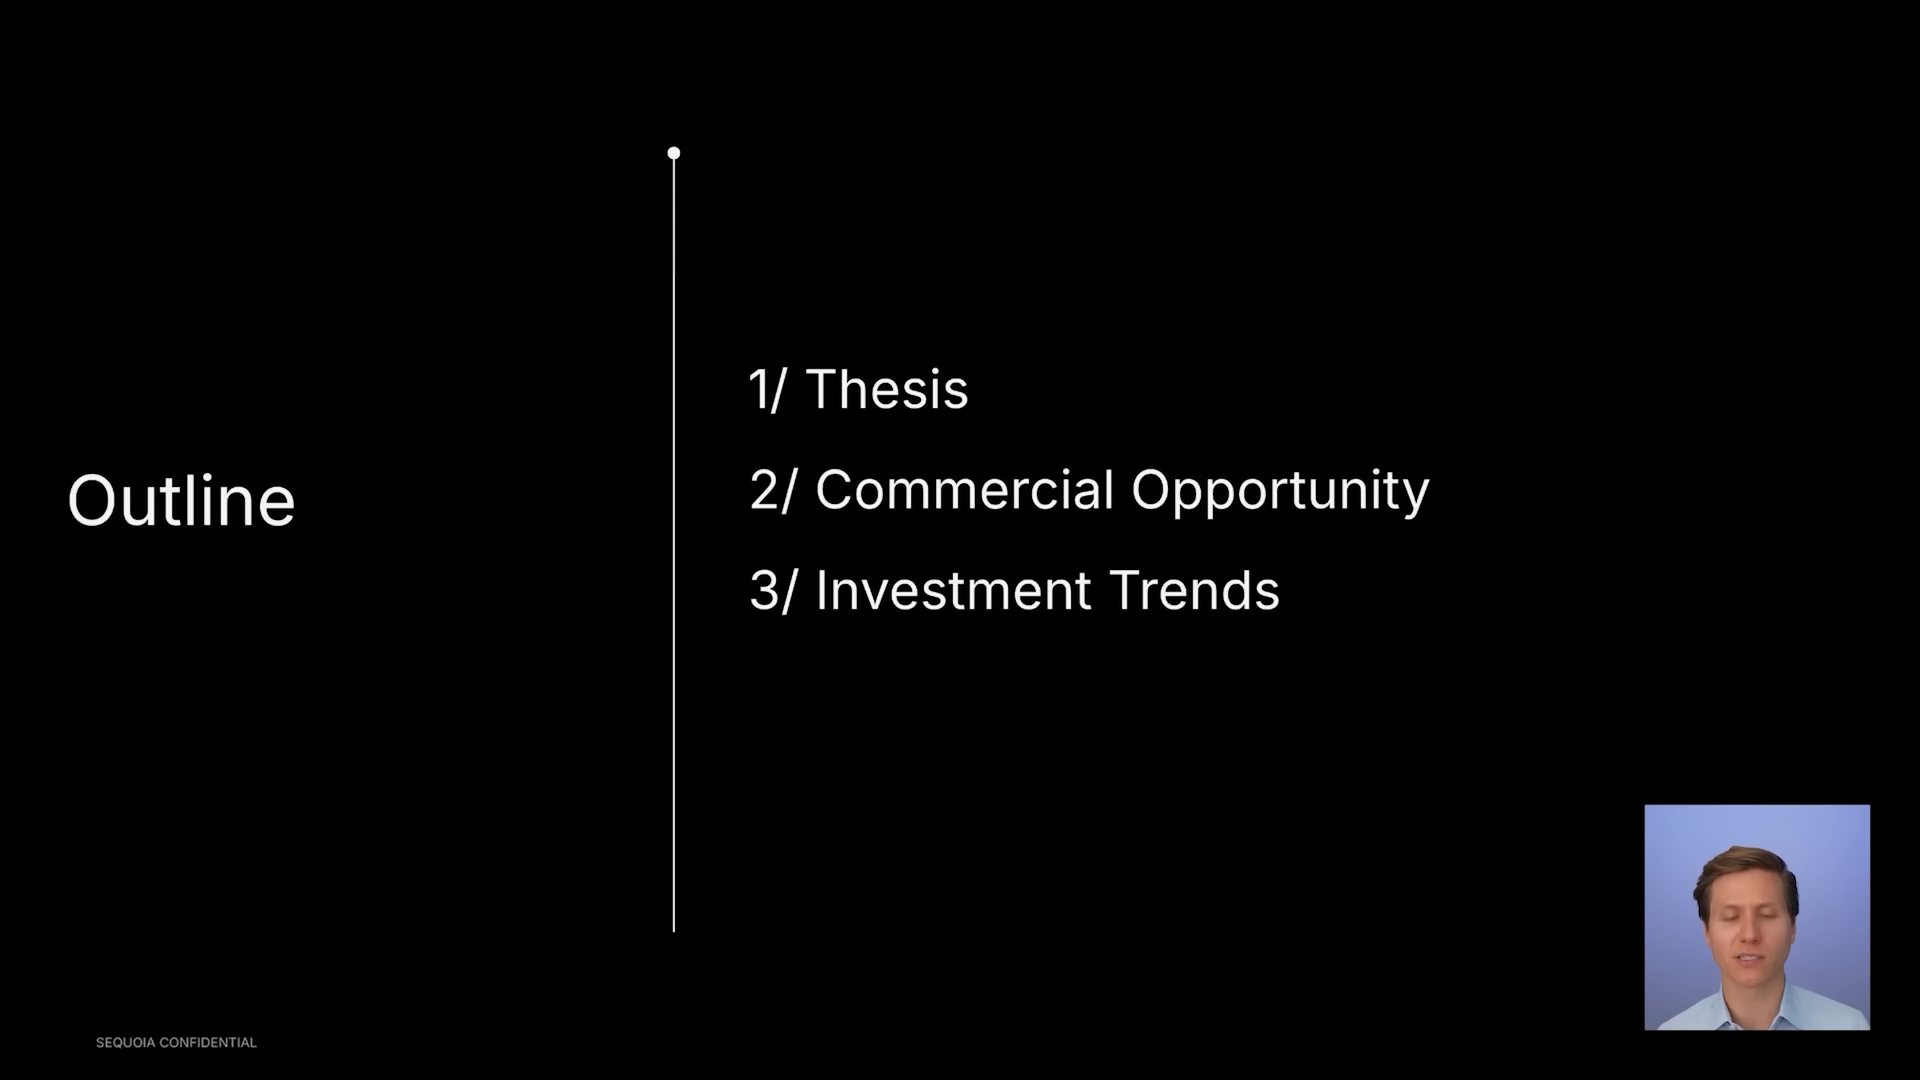 Outline
1/ Thesis
2/ Commercial Opportunity
3/ Investment Trends
SEQUOIA CONFIDENTIAL